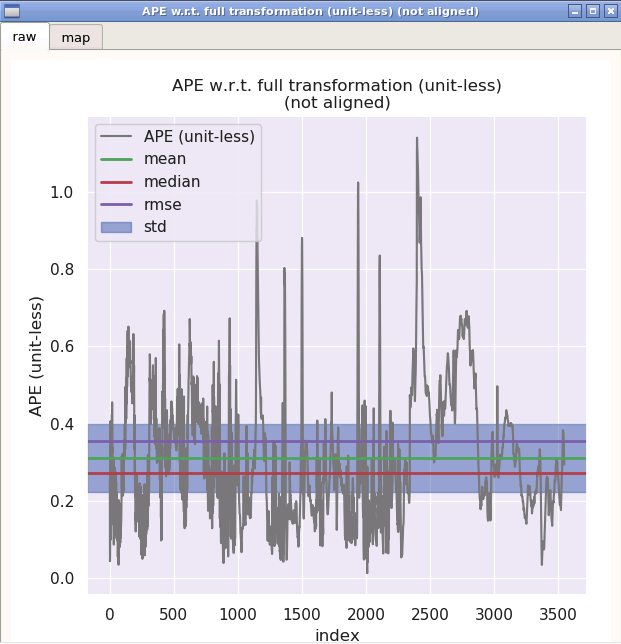 APE w.r.t. full transformation (unit-less) (not aligned)
raw map
APE w.r.t. full transformation (unit-less)
(not aligned)
APE (unit-less)
mean
median
rmse
std
APE (unit-less)
1.0
0.8
0.6
0.4
0.2
0.0
0 500 1000 1500 2000 2500 3000 3500
index